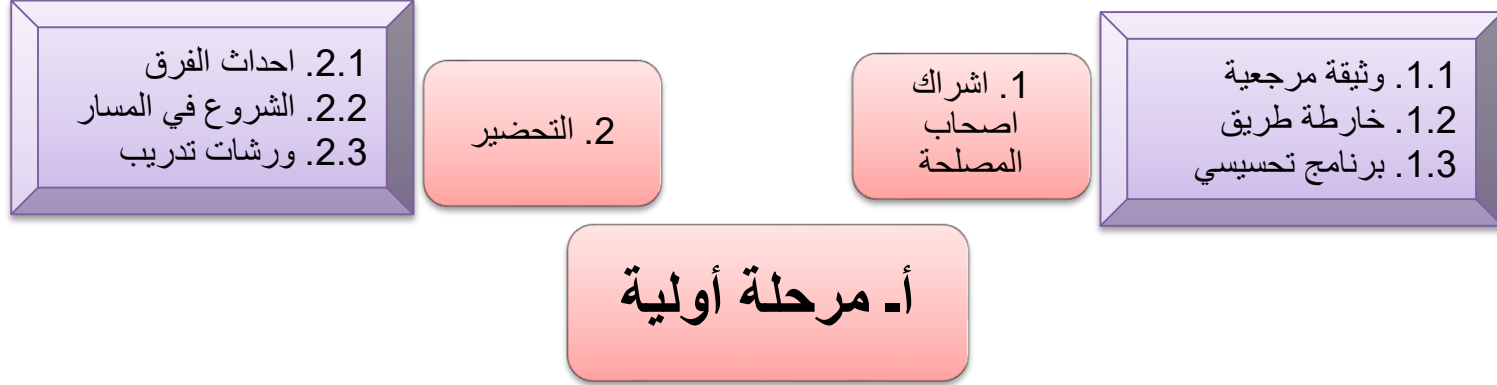 1.1. وثيقة مرجعية
1.2. خارطة طريق
1.3. برنامج تحسيسي
1. اشراك
اصحاب
المصلحة
2. التحضير
2.1. احداث الفرق
2.2. الشروع في المسار
2.3. ورشات تدريب
أ- مرحلة أولية